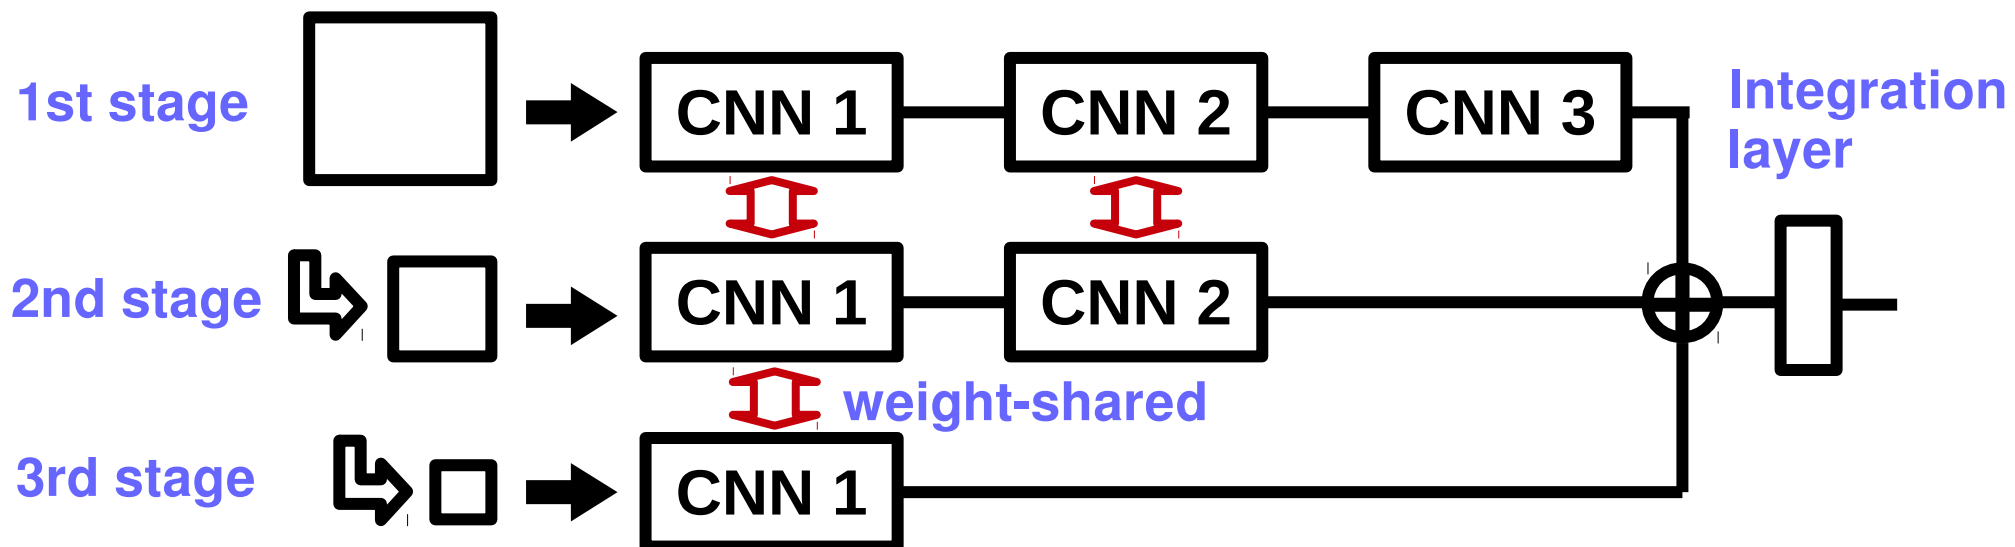 1st stage
CNN 1
CNN 2
CNN 3
Integration
layer
2nd stage
CNN 1
CNN 2
weight-shared
3rd stage
CNN 1